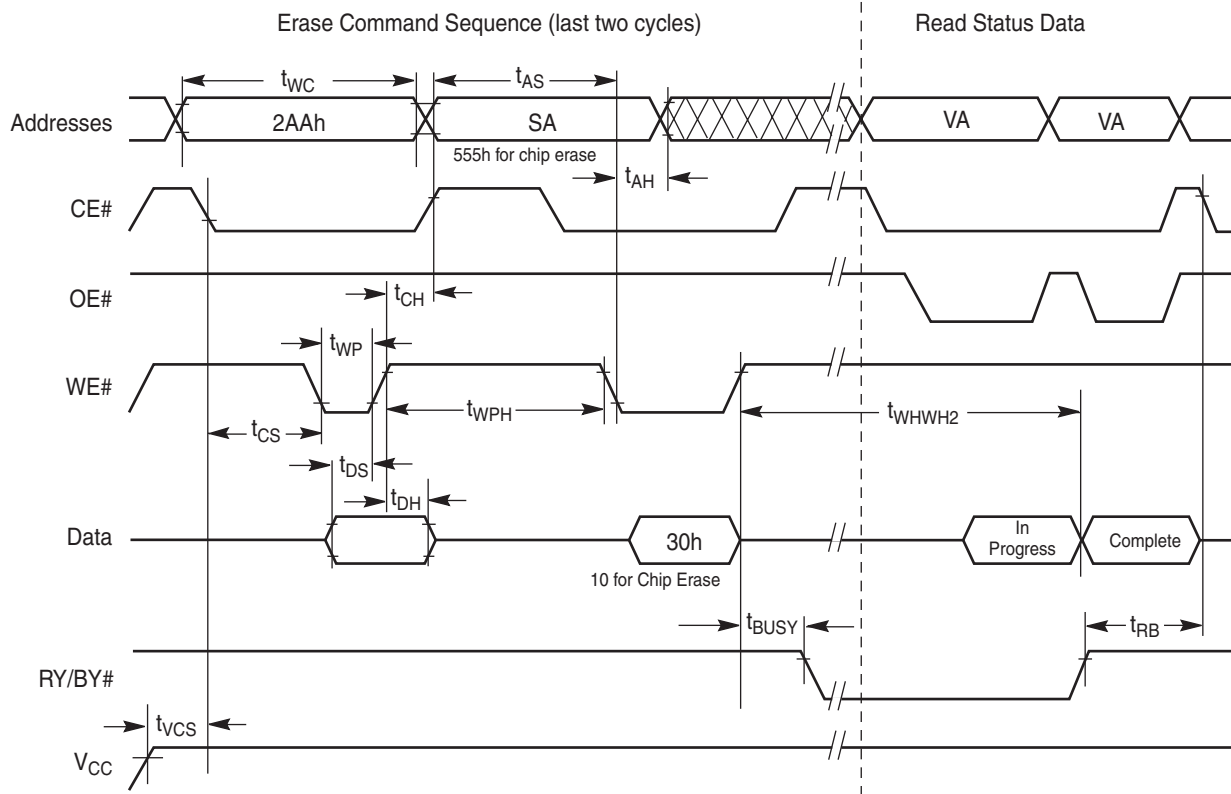 Erase Command Sequence (last two cycles)
Read Status Data
tWC
tAS
Addresses
2AAh
SA
VA
VA
555h for chip erase
tAH
CE#
OE#
tCH
tWP
WE#
tWPH
tWHWH2
tCS
tDS
tDH
Data
30h
In
Progress
Complete
10 for Chip Erase
tBUSY
tRB
RY/BY#
tVCS
VCC